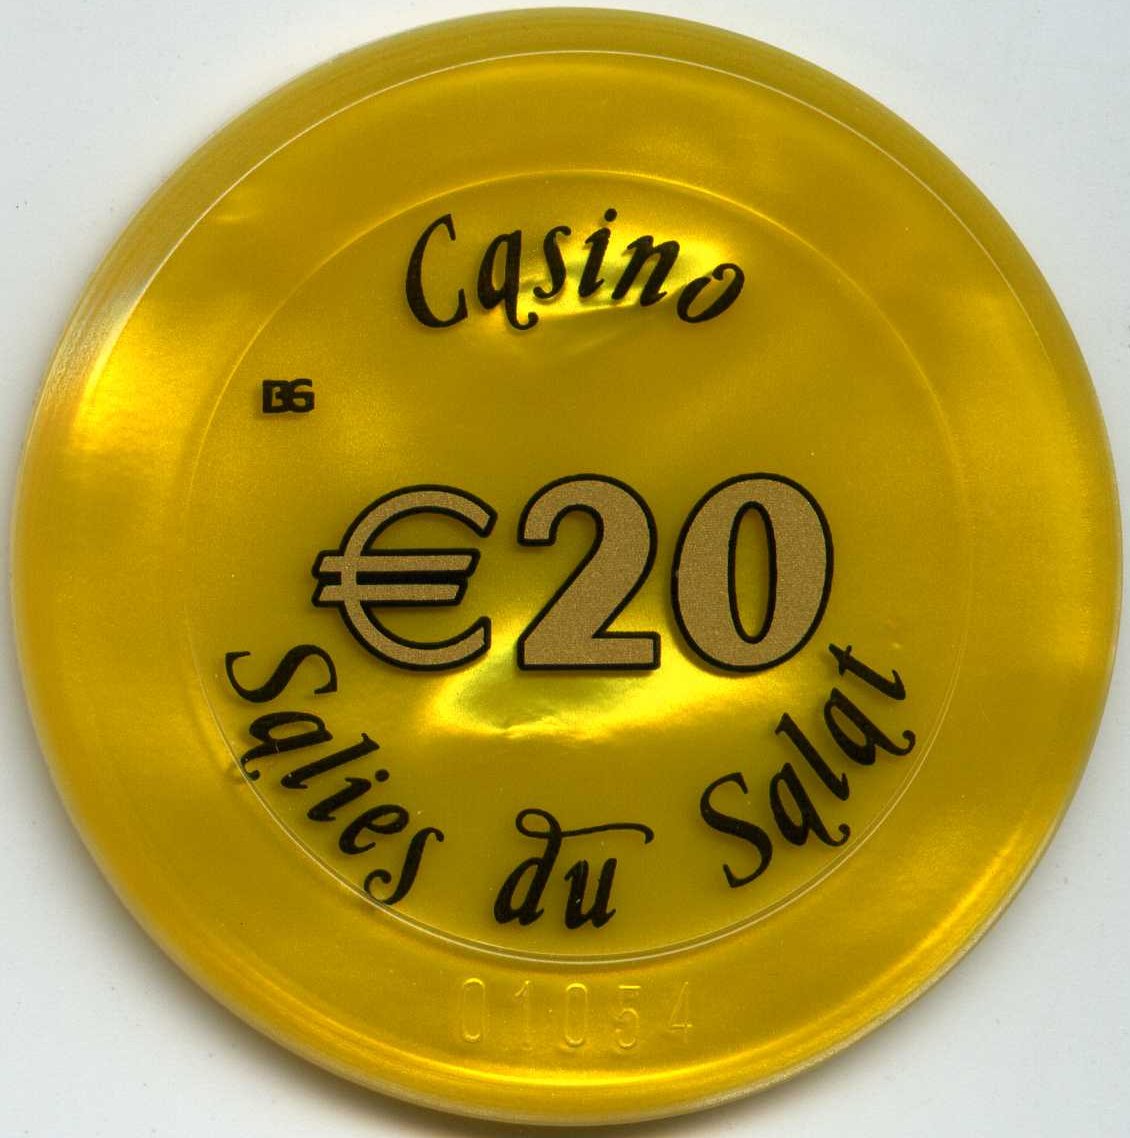 Casino
BG
€20
Salies du Salat
01054